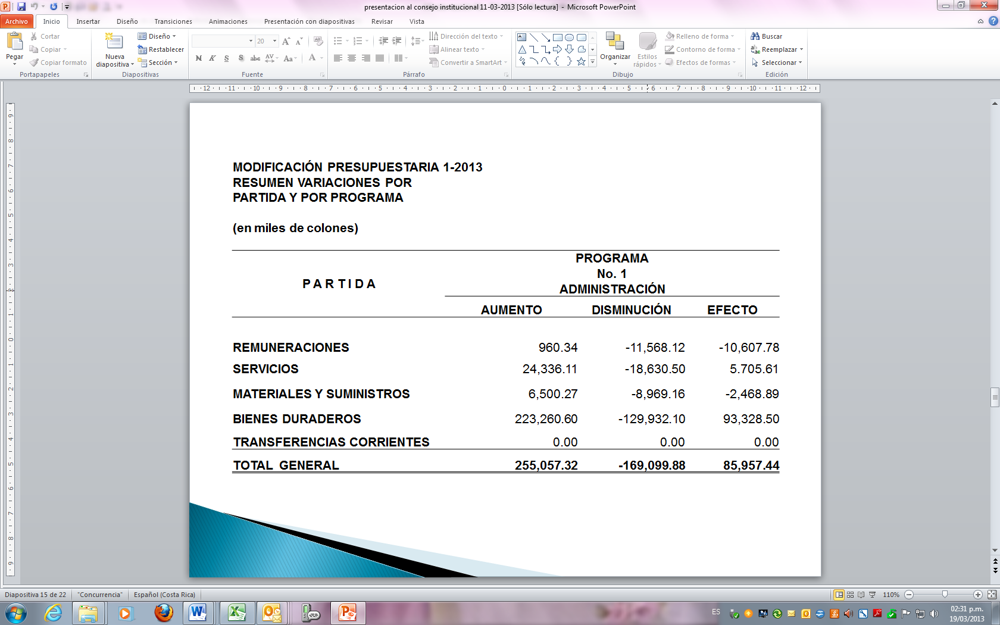 presentacion al consejo institucional 11-03-2013 [Sólo lectura] - Microsoft PowerPoint
Archivo Inicio Insertar Diseño Transiciones Animaciones Presentación con diapositivas Revisar Vista
Pegar
Cortar
Copiar
Copiar formato
Portapapeles
Nueva diapositiva
Diseño
Restablecer
Sección
Diapositivas
20
N K S S abc AV Aa A
Fuente
Dirección del texto
Alinear texto
Convertir a SmartArt
Párrafo
Organizar
Estilos rápidos
Relleno de forma
Contorno de forma
Efectos de formas
Dibujo
Buscar
Reemplazar
Seleccionar
Edición
12 11 10 9 8 7 6 5 4 3 2 1 0 1 2 3 4 5 6 7 8 9 10 11 12
9 8 7 6 5 4 3 2 1 0 1 2 3 4 5 6 7 8 9
MODIFICACIÓN PRESUPUESTARIA 1-2013
RESUMEN VARIACIONES POR
PARTIDA Y POR PROGRAMA
(en miles de colones)
PROGRAMA
No. 1
P A R T I D A
ADMINISTRACIÓN
AUMENTO DISMINUCIÓN EFECTO
REMUNERACIONES 960.34 -11,568.12 -10,607.78
SERVICIOS 24,336.11 -18,630.50 5.705.61
MATERIALES Y SUMINISTROS 6,500.27 -8,969.16 -2,468.89
BIENES DURADEROS 223,260.60 -129,932.10 93,328.50
TRANSFERENCIAS CORRIENTES 0.00 0.00 0.00
TOTAL GENERAL 255,057.32 -169,099.88 85,957.44
Diapositiva 15 de 22 "Concurrencia" Español (Costa Rica) 110%
ES
02:31 p.m.
19/03/2013